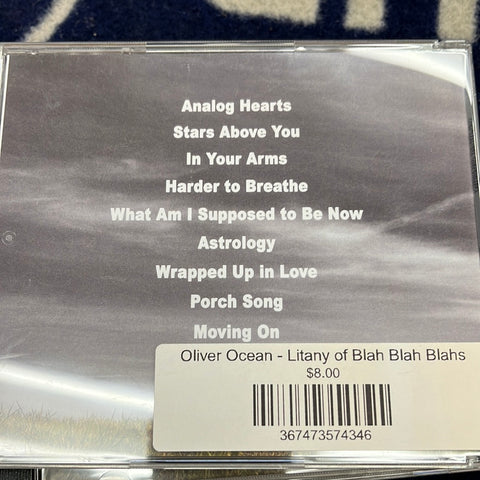 Analog Hearts
Stars Above You
In Your Arms
Harder to Breathe
What Am I Supposed to Be Now
Astrology
Wrapped Up in Love
Porch Song
Moving On
Oliver Ocean - Litany of Blah Blah Blahs
$8.00
367473574346